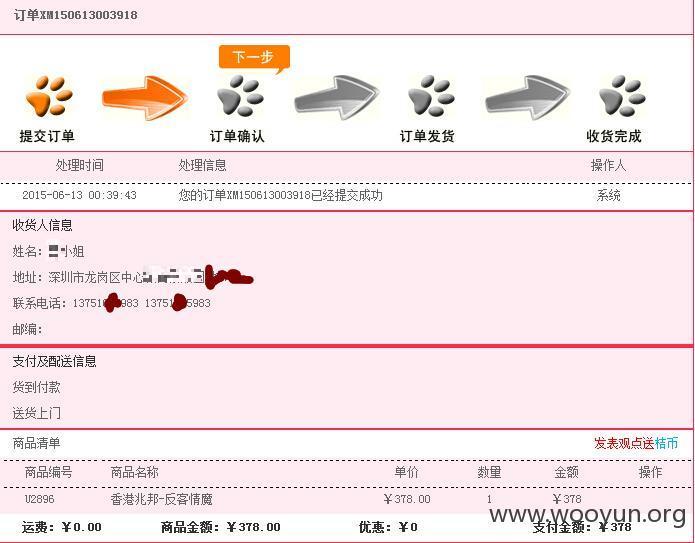 订单XM150613003918
下一步
提交订单 订单确认 订单发货 收货完成
处理时间 处理信息 操作人
2015-06-13 00:39:43 您的订单XM150613003918已经提交成功 系统
收货人信息
姓名: 小姐
地址: 深圳市龙岗区中心
联系电话: 13751 983 13751 5983
邮编:
支付及配送信息
货到付款
送货上门
商品清单 发表观点送桔币
商品编号 商品名称 单价 数量 金额 操作
U2896 香港兆邦-反客情魔 ¥378.00 1 ¥378
运费: ¥0.00 商品金额: ¥378.00 优惠: ¥0 支付金额: ¥378
www.wooyun.org